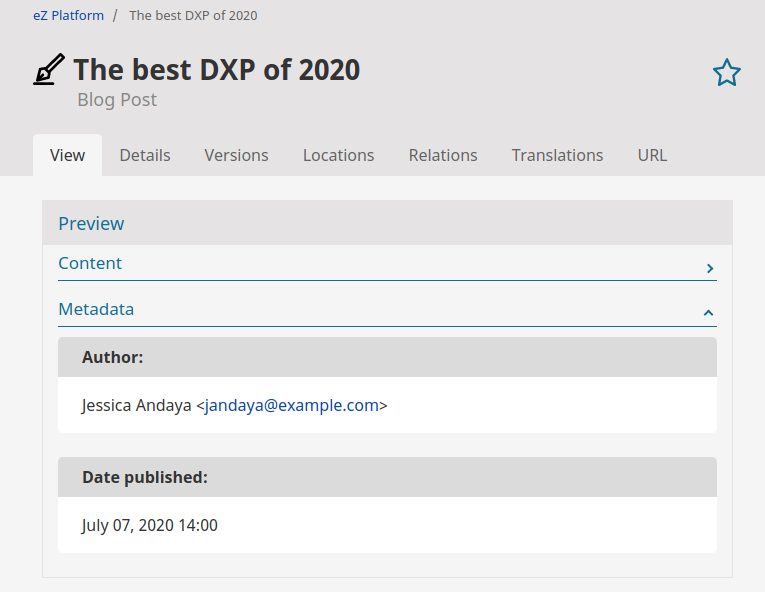 eZ Platform / The best DXP of 2020
The best DXP of 2020
Blog Post
View Details Versions Locations Relations Translations URL
Preview
Content
Metadata
Author:
Jessica Andaya <jandaya@example.com>
Date published:
July 07, 2020 14:00